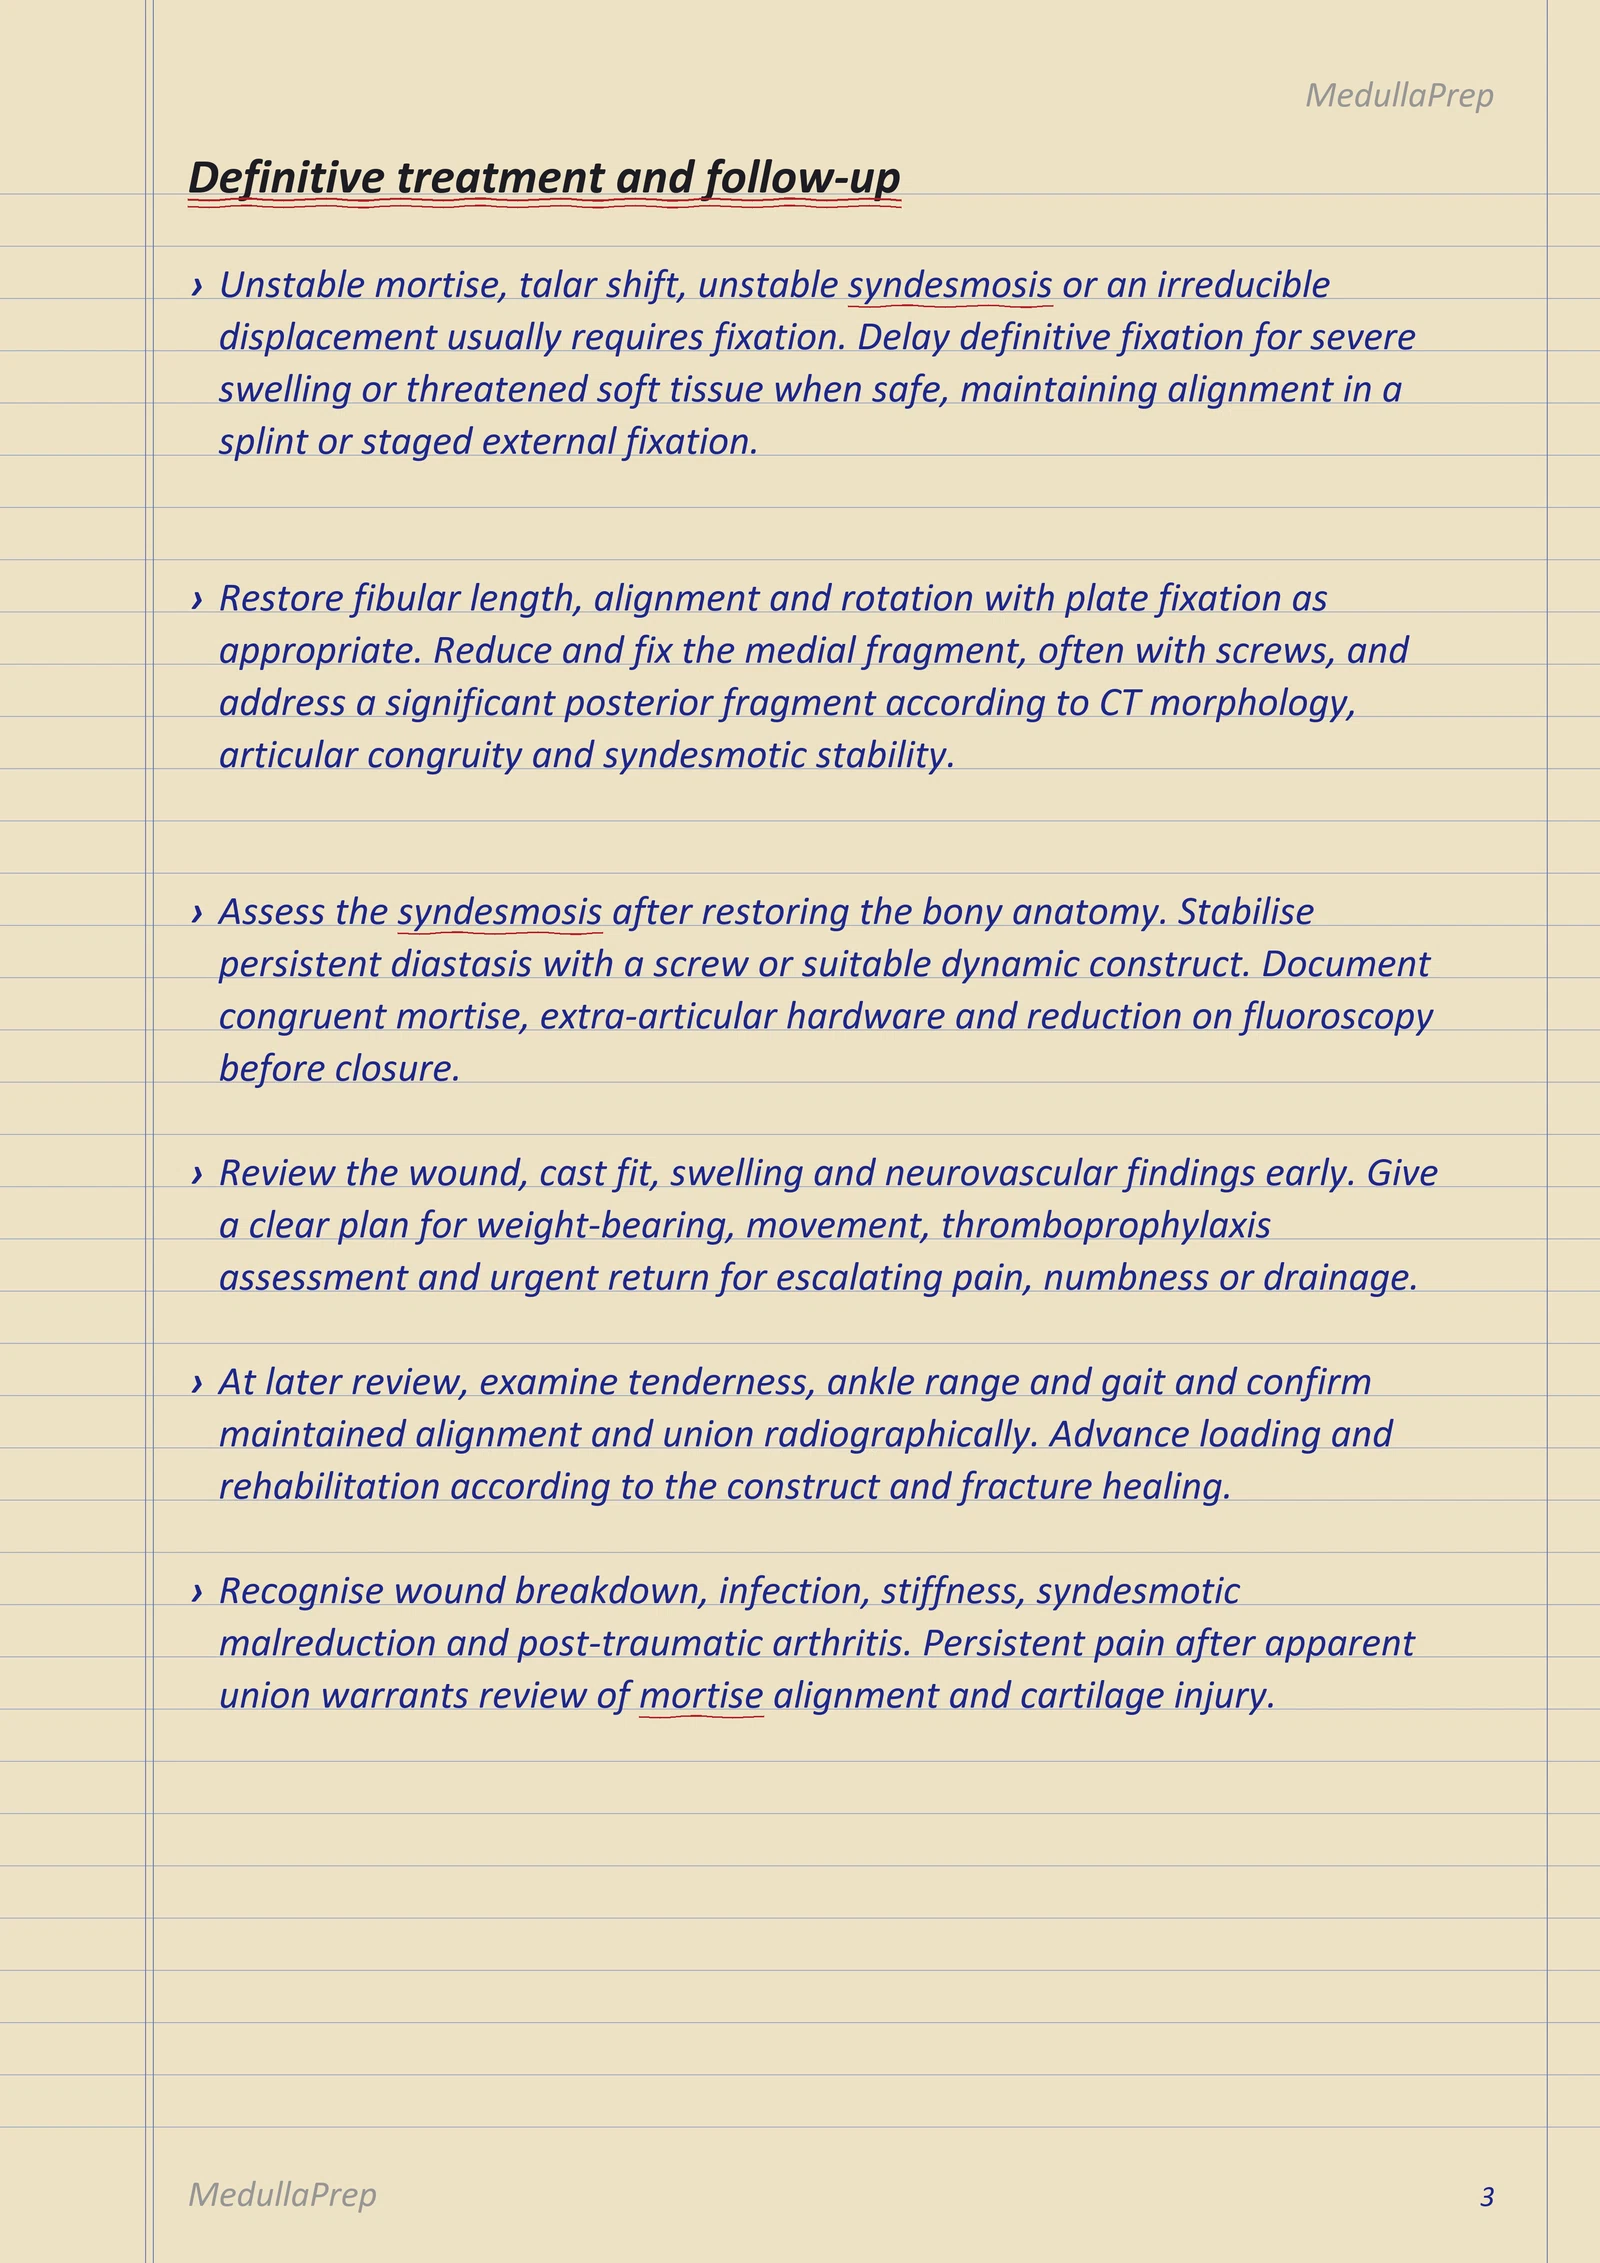 MedullaPrep
Definitive treatment and follow-up
› Unstable mortise, talar shift, unstable syndesmosis or an irreducible
displacement usually requires fixation. Delay definitive fixation for severe
swelling or threatened soft tissue when safe, maintaining alignment in a
splint or staged external fixation.
› Restore fibular length, alignment and rotation with plate fixation as
appropriate. Reduce and fix the medial fragment, often with screws, and
address a significant posterior fragment according to CT morphology,
articular congruity and syndesmotic stability.
› Assess the syndesmosis after restoring the bony anatomy. Stabilise
persistent diastasis with a screw or suitable dynamic construct. Document
congruent mortise, extra-articular hardware and reduction on fluoroscopy
before closure.
› Review the wound, cast fit, swelling and neurovascular findings early. Give
a clear plan for weight-bearing, movement, thromboprophylaxis
assessment and urgent return for escalating pain, numbness or drainage.
› At later review, examine tenderness, ankle range and gait and confirm
maintained alignment and union radiographically. Advance loading and
rehabilitation according to the construct and fracture healing.
› Recognise wound breakdown, infection, stiffness, syndesmotic
malreduction and post-traumatic arthritis. Persistent pain after apparent
union warrants review of mortise alignment and cartilage injury.
MedullaPrep
3